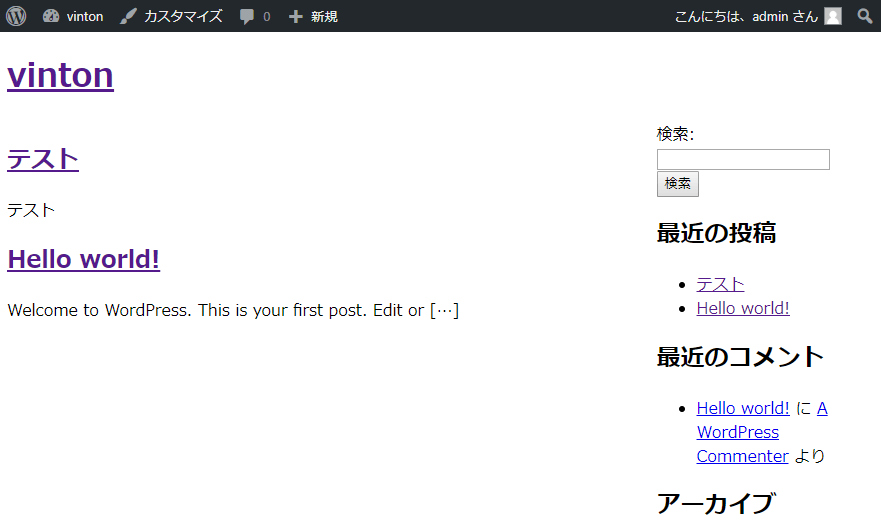 vinton カスタマイズ 0 新規 こんにちは、admin さん
vinton
テスト
テスト
Hello world!
Welcome to WordPress. This is your first post. Edit or […]
検索:
検索
最近の投稿
テスト
Hello world!
最近のコメント
Hello world! に A
WordPress
Commenter より
アーカイブ